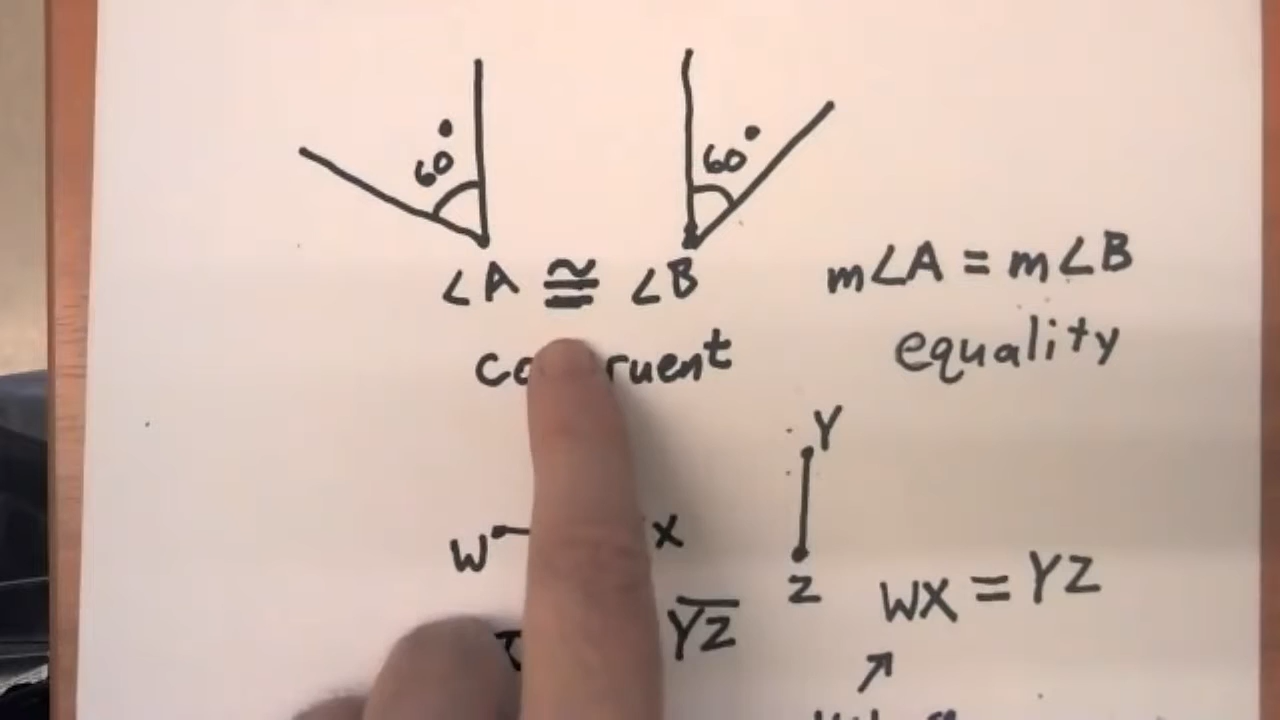 60°
60°
∠A ≅ ∠B
m∠A = m∠B
equality
Y
W
X
Z
WX = YZ
YZ